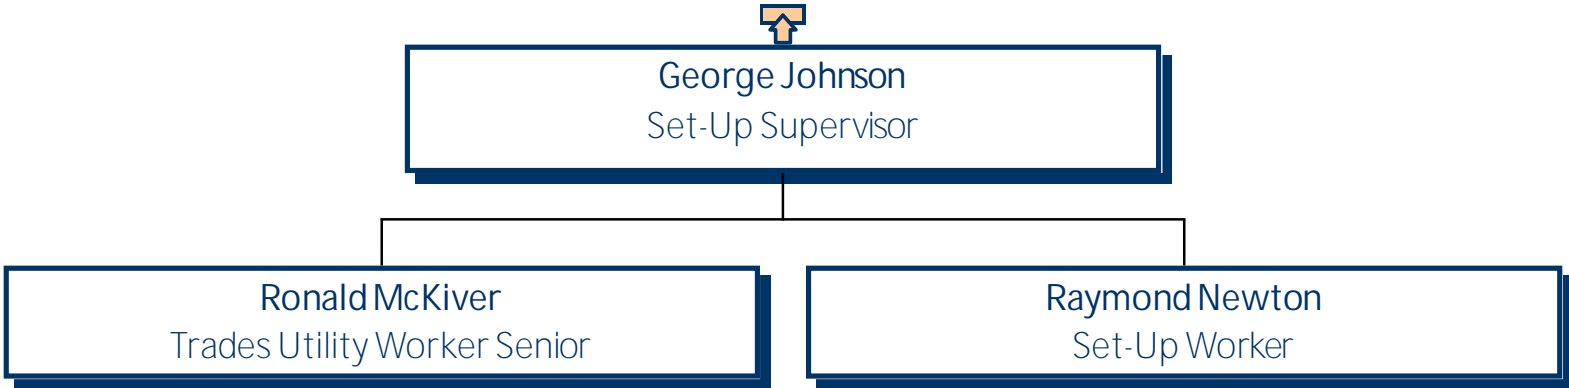 George Johnson
Set-Up Supervisor
Ronald McKiver
Trades Utility Worker Senior
Raymond Newton
Set-Up Worker